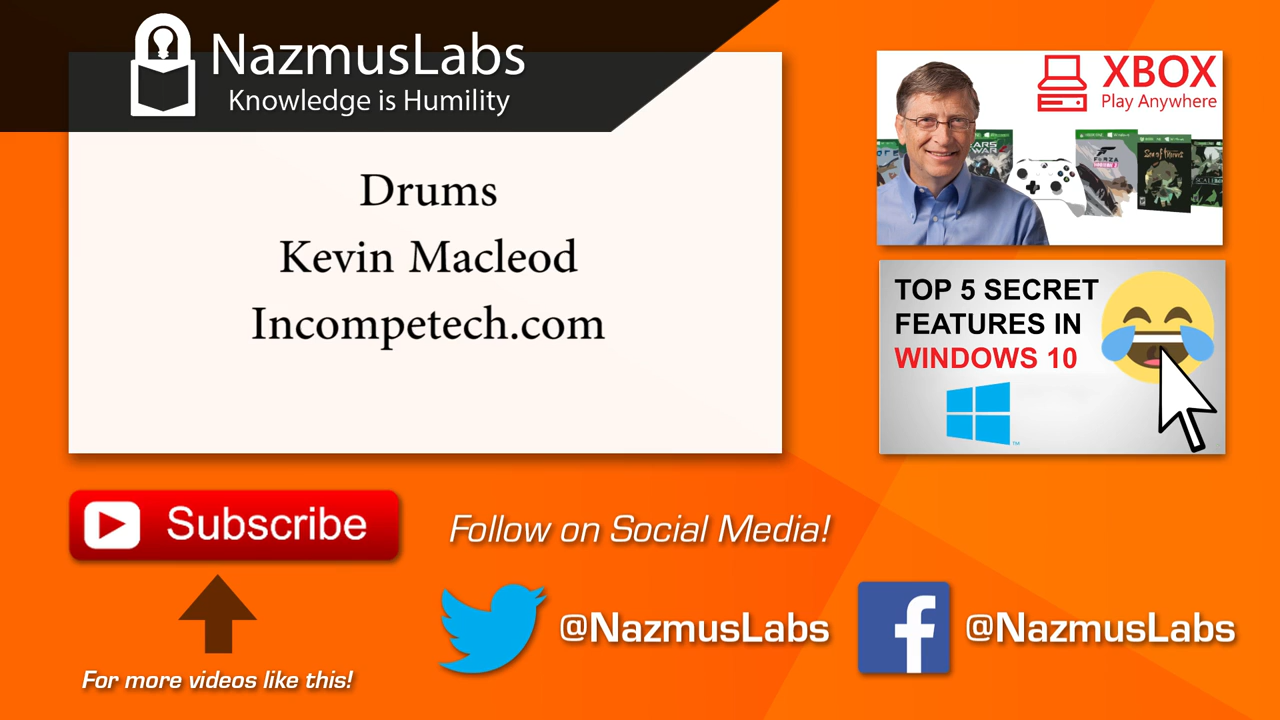 NazmusLabs
Knowledge is Humility
Drums
Kevin Macleod
Incompetech.com
XBOX
Play Anywhere
TOP 5 SECRET
FEATURES IN
WINDOWS 10
TM
Subscribe
For more videos like this!
Follow on Social Media!
@NazmusLabs
@NazmusLabs